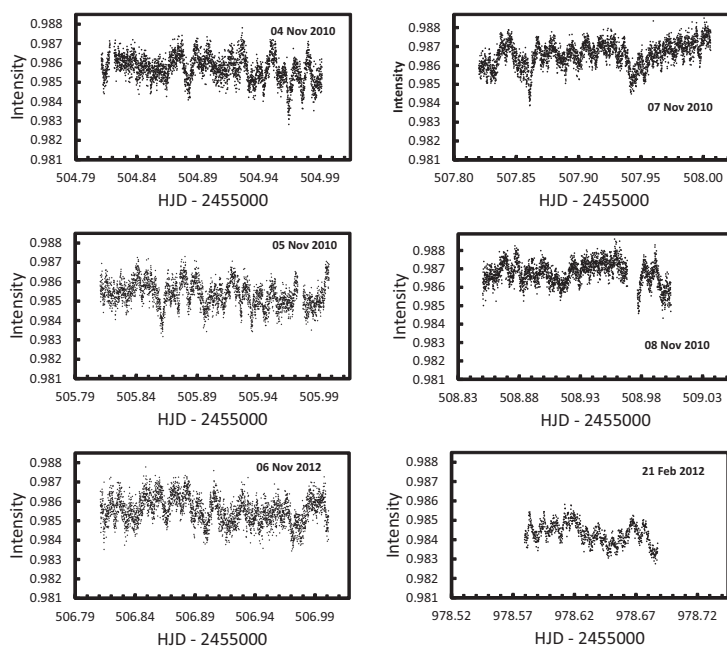 0.988
0.987
0.986
0.985
0.984
0.983
0.982
0.981
Intensity
04 Nov 2010
504.79 504.84 504.89 504.94 504.99
HJD - 2455000
0.988
0.987
0.986
0.985
0.984
0.983
0.982
0.981
Intensity
07 Nov 2010
507.80 507.85 507.90 507.95 508.00
HJD - 2455000
0.988
0.987
0.986
0.985
0.984
0.983
0.982
0.981
Intensity
05 Nov 2010
505.79 505.84 505.89 505.94 505.99
HJD - 2455000
0.988
0.987
0.986
0.985
0.984
0.983
0.982
0.981
Intensity
08 Nov 2010
508.83 508.88 508.93 508.98 509.03
HJD - 2455000
0.988
0.987
0.986
0.985
0.984
0.983
0.982
0.981
Intensity
06 Nov 2012
506.79 506.84 506.89 506.94 506.99
HJD - 2455000
0.988
0.987
0.986
0.985
0.984
0.983
0.982
0.981
Intensity
21 Feb 2012
978.52 978.57 978.62 978.67 978.72
HJD - 2455000